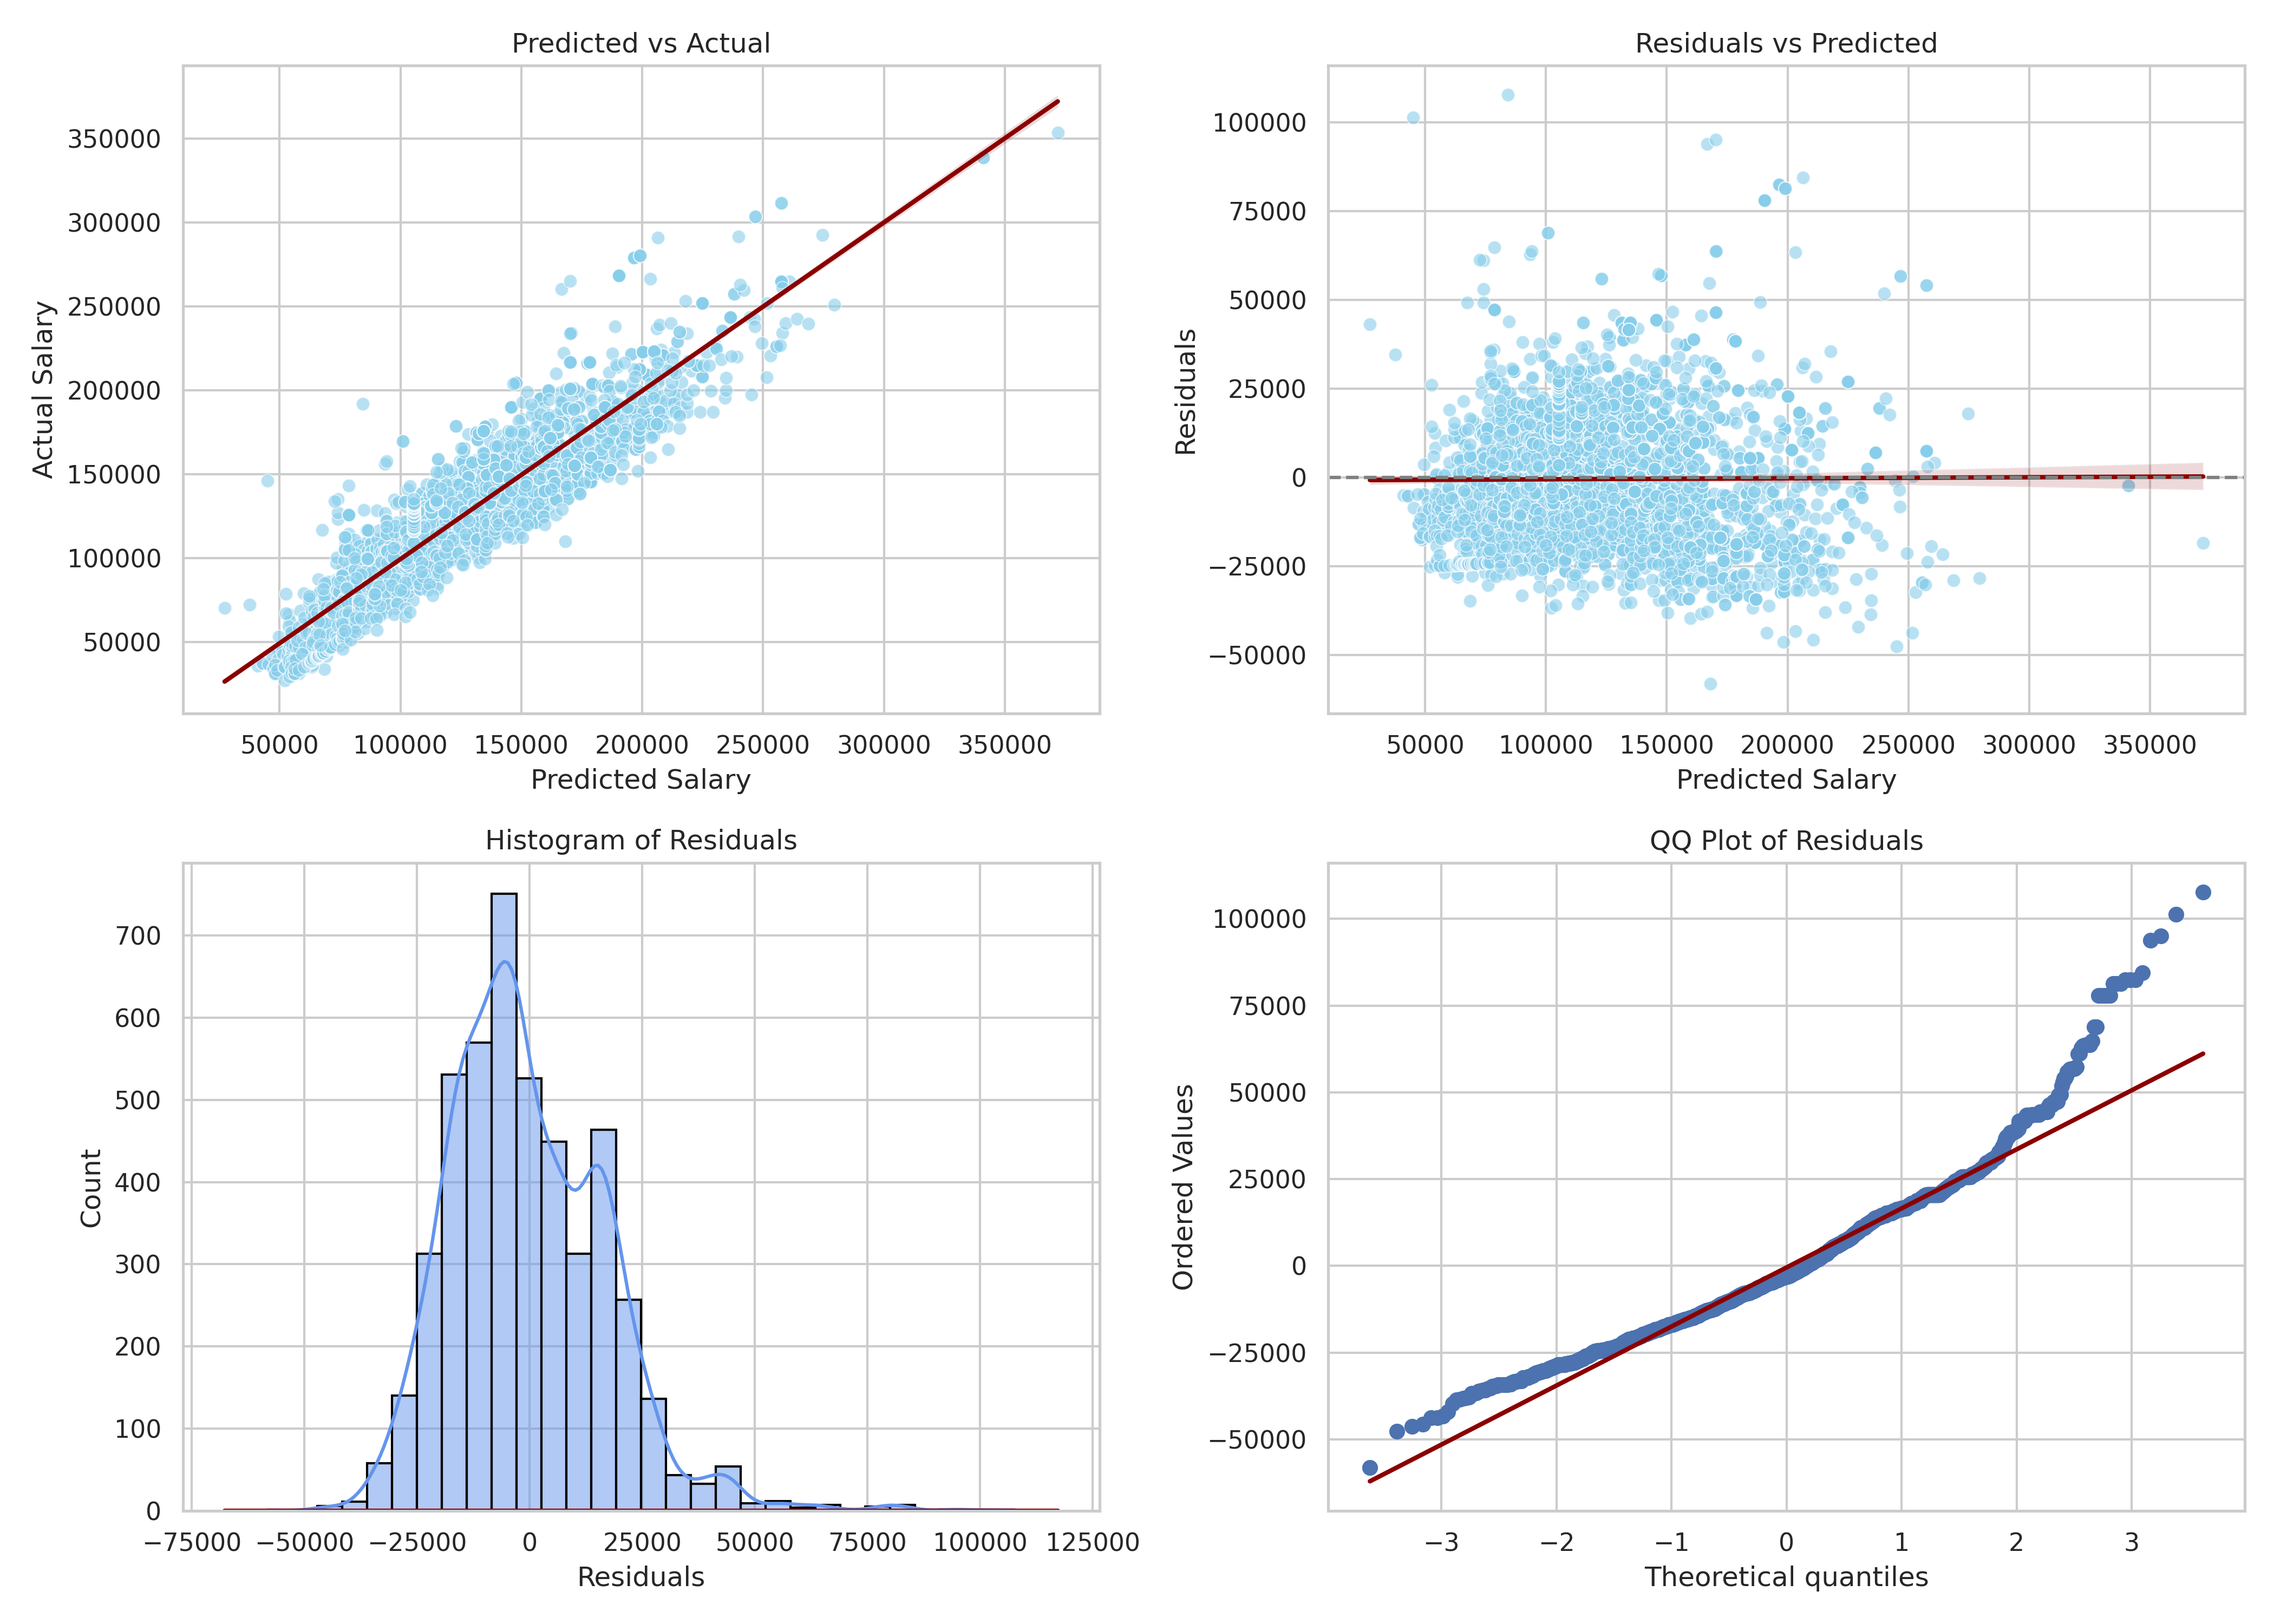 Predicted vs Actual
350000
300000
250000
200000
150000
100000
50000
Actual Salary
50000 100000 150000 200000 250000 300000 350000
Predicted Salary
Residuals vs Predicted
100000
75000
50000
25000
0
−25000
−50000
Residuals
50000 100000 150000 200000 250000 300000 350000
Predicted Salary
Histogram of Residuals
700
600
500
400
300
200
100
0
Count
−75000 −50000 −25000 0 25000 50000 75000 100000 125000
Residuals
QQ Plot of Residuals
100000
75000
50000
25000
0
−25000
−50000
Ordered Values
−3 −2 −1 0 1 2 3
Theoretical quantiles